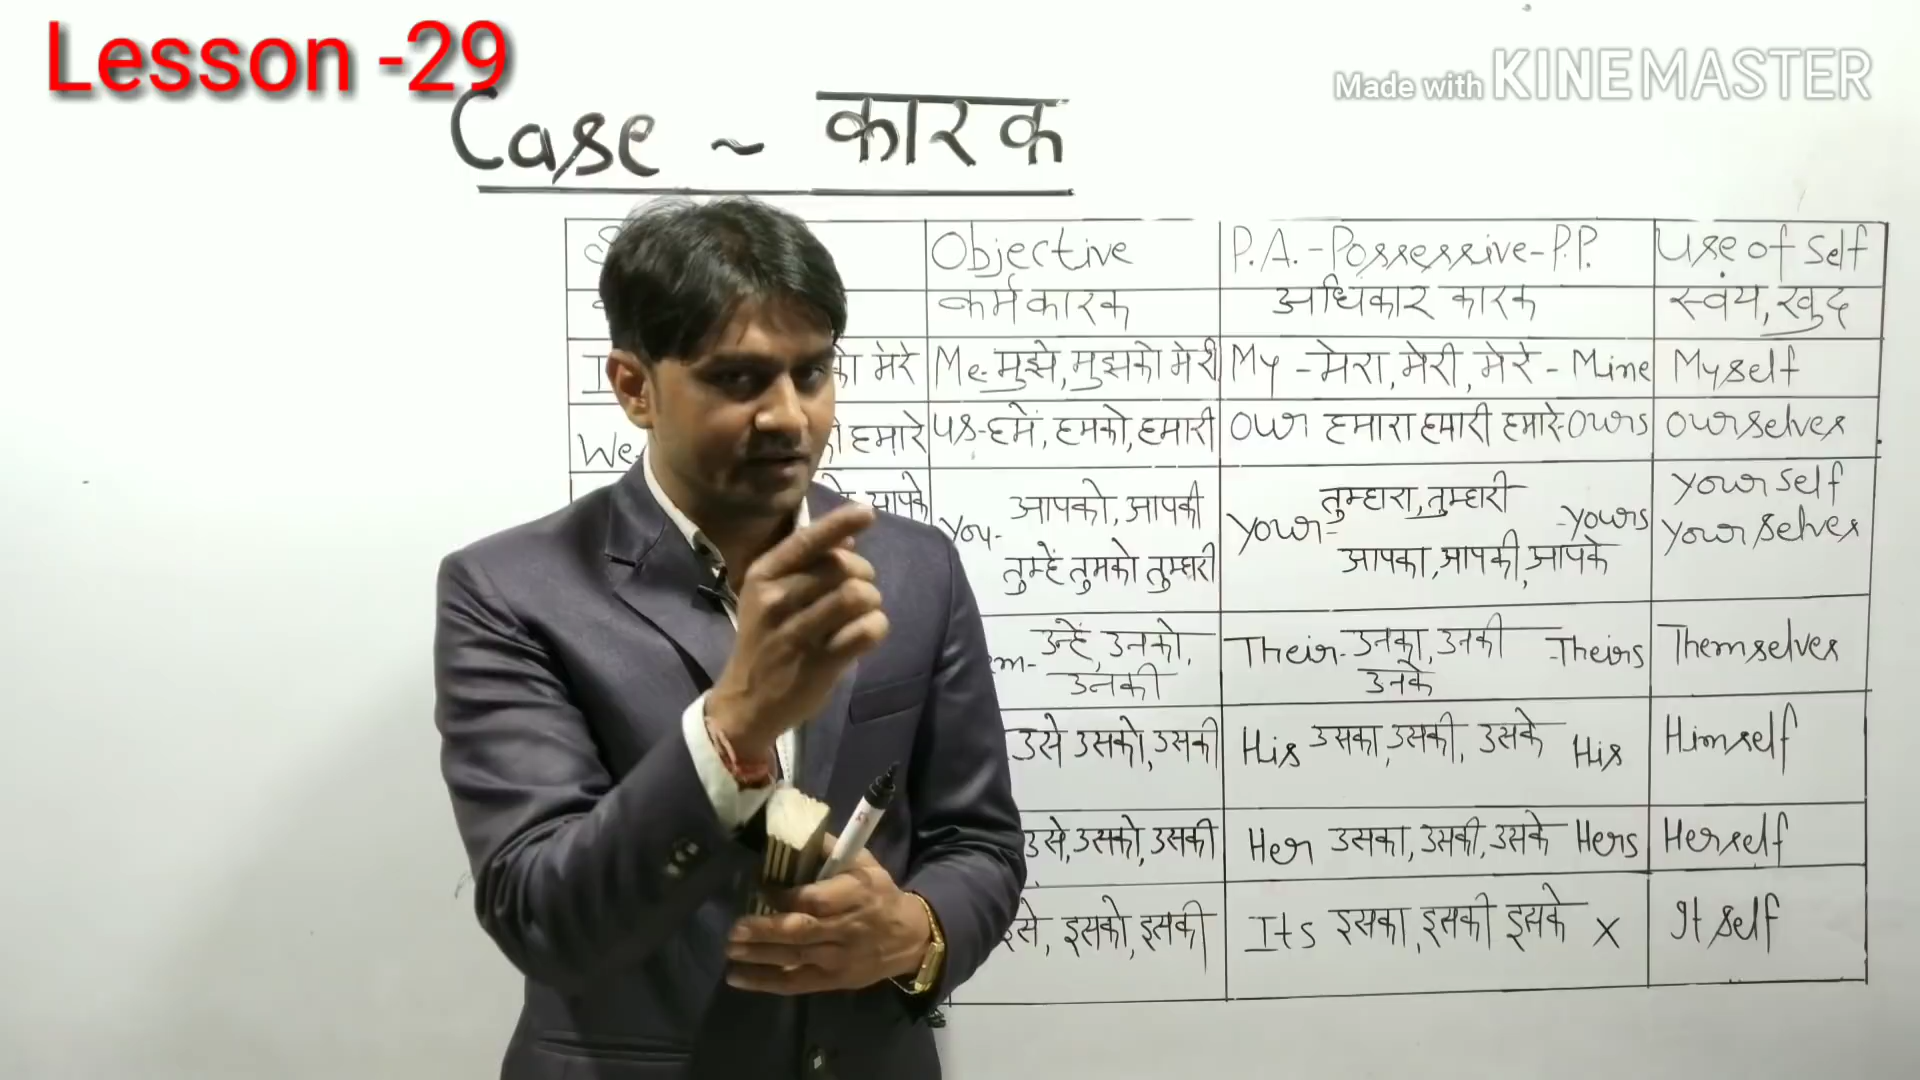 Lesson -29
Made with KINEMASTER
Case ~ कारक
Objective P.A.-Possessive-P.P. Use of Self
कर्मकारक अधिकार कारक स्वंय, खुद
I मेरे Me- मुझे, मुझको मेरी My - मेरा, मेरी, मेरे - Mine Myself
We- हमारे us- हमें, हमको, हमारी Our हमारा हमारी हमारे- Ours Ourselves
आपके You- आपको, आपकी Your- तुम्हारा, तुम्हारी -yours yourself
तुम्हें तुमको तुम्हारी आपका, आपकी, आपके yourselves
उन्हें, उनको, Their- उनका, उनकी -Theirs Themselves
उनकी उनके
उसे उसको, उसकी His उसका, उसकी, उसके His Himself
उसे, उसको, उसकी Her उसका, उसकी, उसके Hers Herself
इसको, इसकी Its इसका, इसकी इसके x Itself